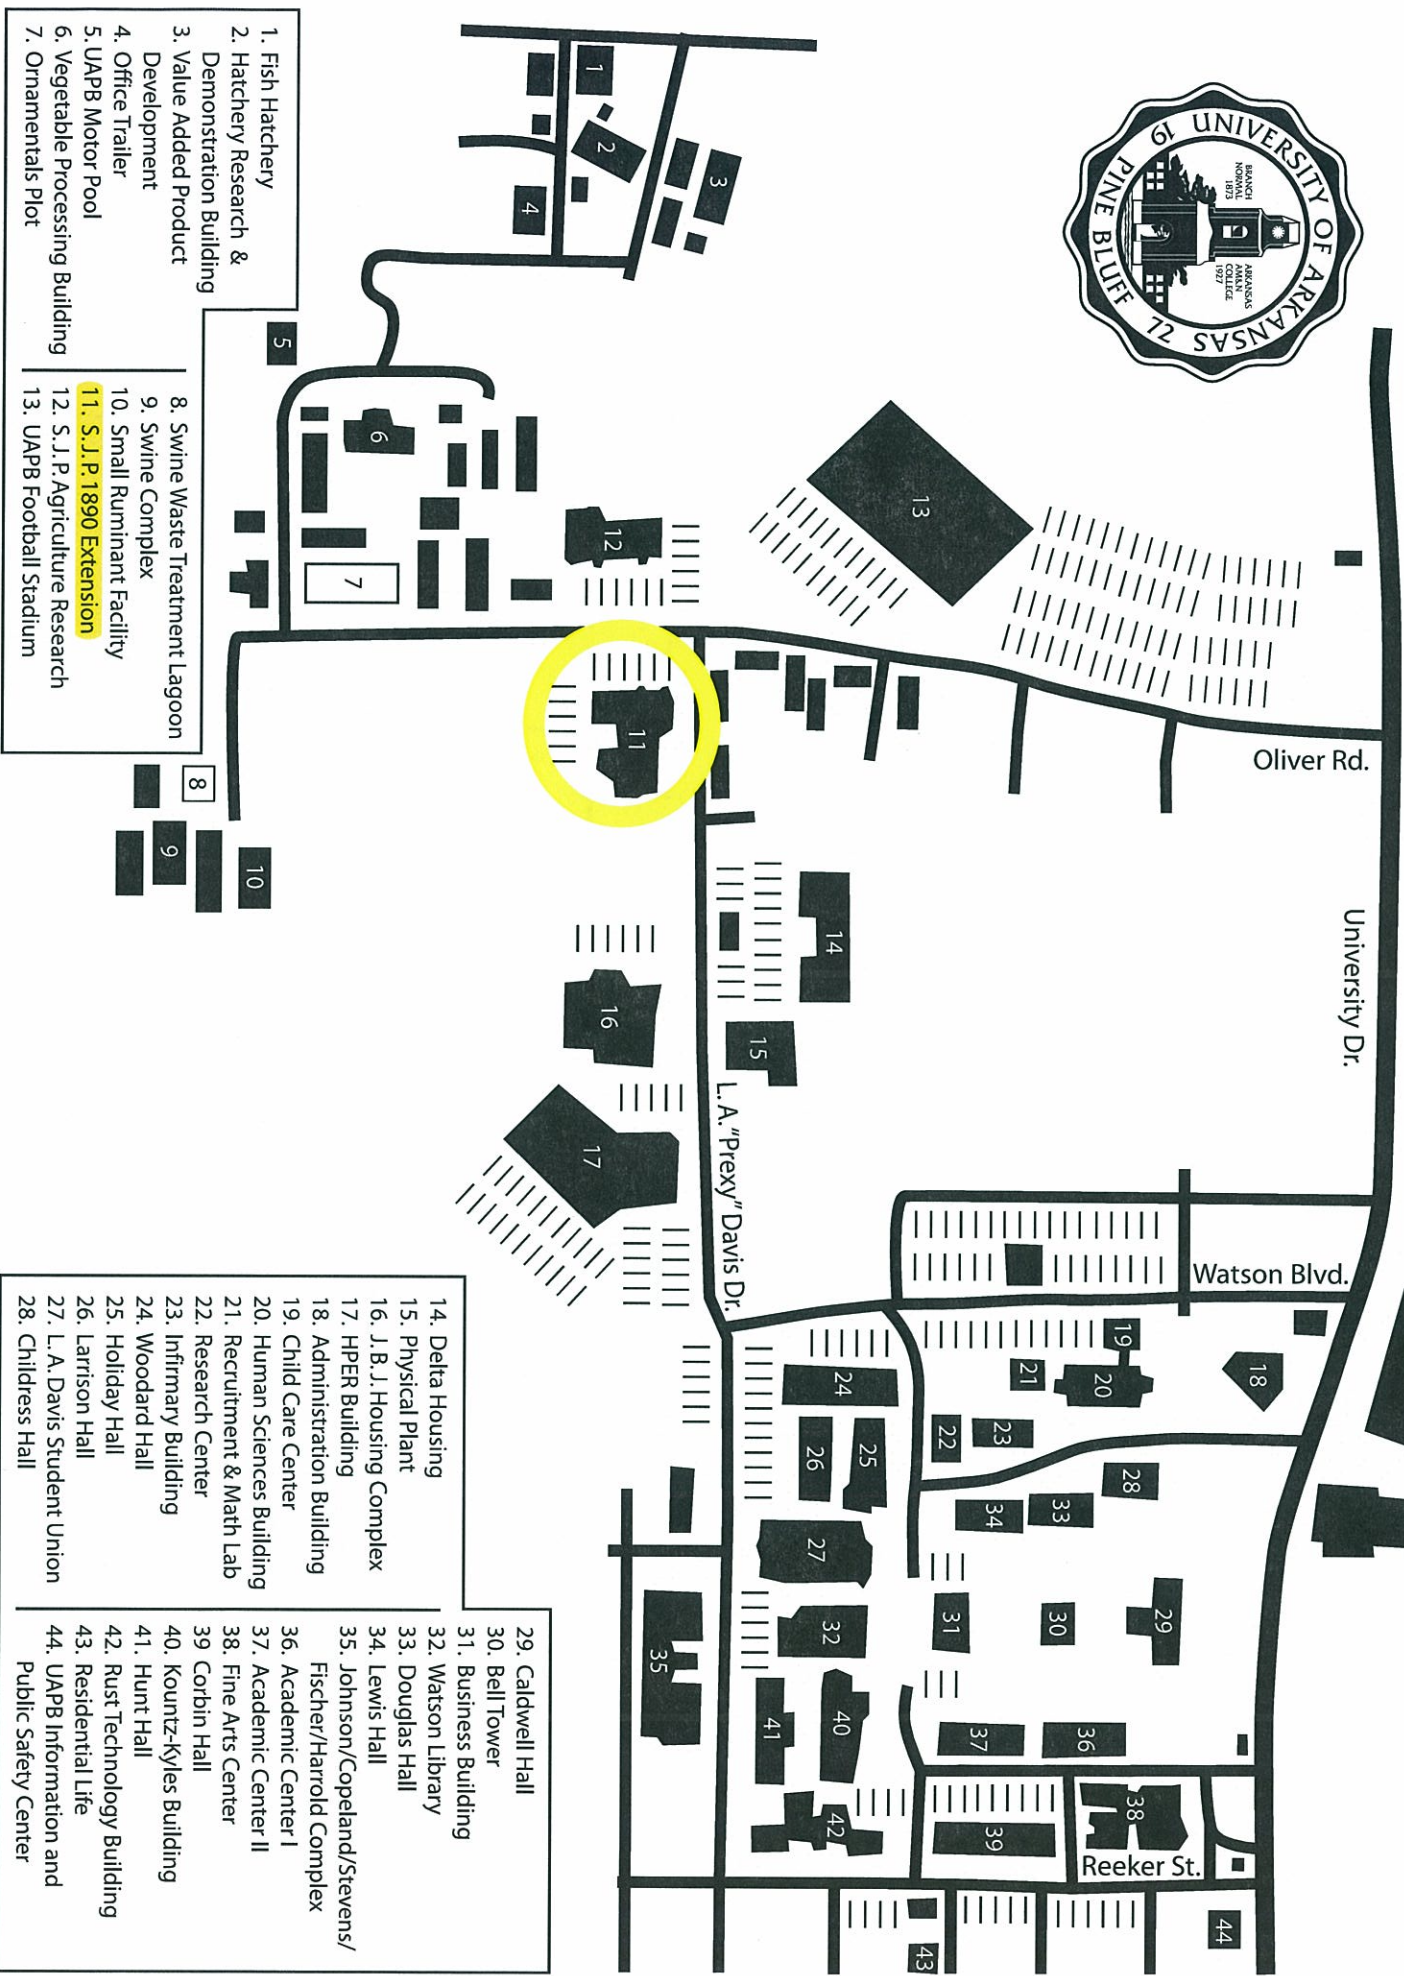 UNIVERSITY OF ARKANSAS
PINE BLUFF
19
72
BRANCH
NORMAL
1873
ARKANSAS
AM&N
COLLEGE
1927
University Dr.
Oliver Rd.
Watson Blvd.
L. A. "Prexy" Davis Dr.
Reeker St.
1
2
3
4
5
6
7
8
9
10
11
12
13
14
15
16
17
18
19
20
21
22
23
24
25
26
27
28
29
30
31
32
33
34
35
36
37
38
39
40
41
42
43
44
1. Fish Hatchery
2. Hatchery Research &
Demonstration Building
3. Value Added Product
Development
4. Office Trailer
5. UAPB Motor Pool
6. Vegetable Processing Building
7. Ornamentals Plot
8. Swine Waste Treatment Lagoon
9. Swine Complex
10. Small Ruminant Facility
11. S.J.P. 1890 Extension
12. S.J.P. Agriculture Research
13. UAPB Football Stadium
14. Delta Housing
15. Physical Plant
16. J.B.J. Housing Complex
17. HPER Building
18. Administration Building
19. Child Care Center
20. Human Sciences Building
21. Recruitment & Math Lab
22. Research Center
23. Infirmary Building
24. Woodard Hall
25. Holiday Hall
26. Larrison Hall
27. L.A. Davis Student Union
28. Childress Hall
29. Caldwell Hall
30. Bell Tower
31. Business Building
32. Watson Library
33. Douglas Hall
34. Lewis Hall
35. Johnson/Copeland/Stevens/
Fischer/Harrold Complex
36. Academic Center I
37. Academic Center II
38. Fine Arts Center
39 Corbin Hall
40. Kountz-Kyles Building
41. Hunt Hall
42. Rust Technology Building
43. Residential Life
44. UAPB Information and
Public Safety Center